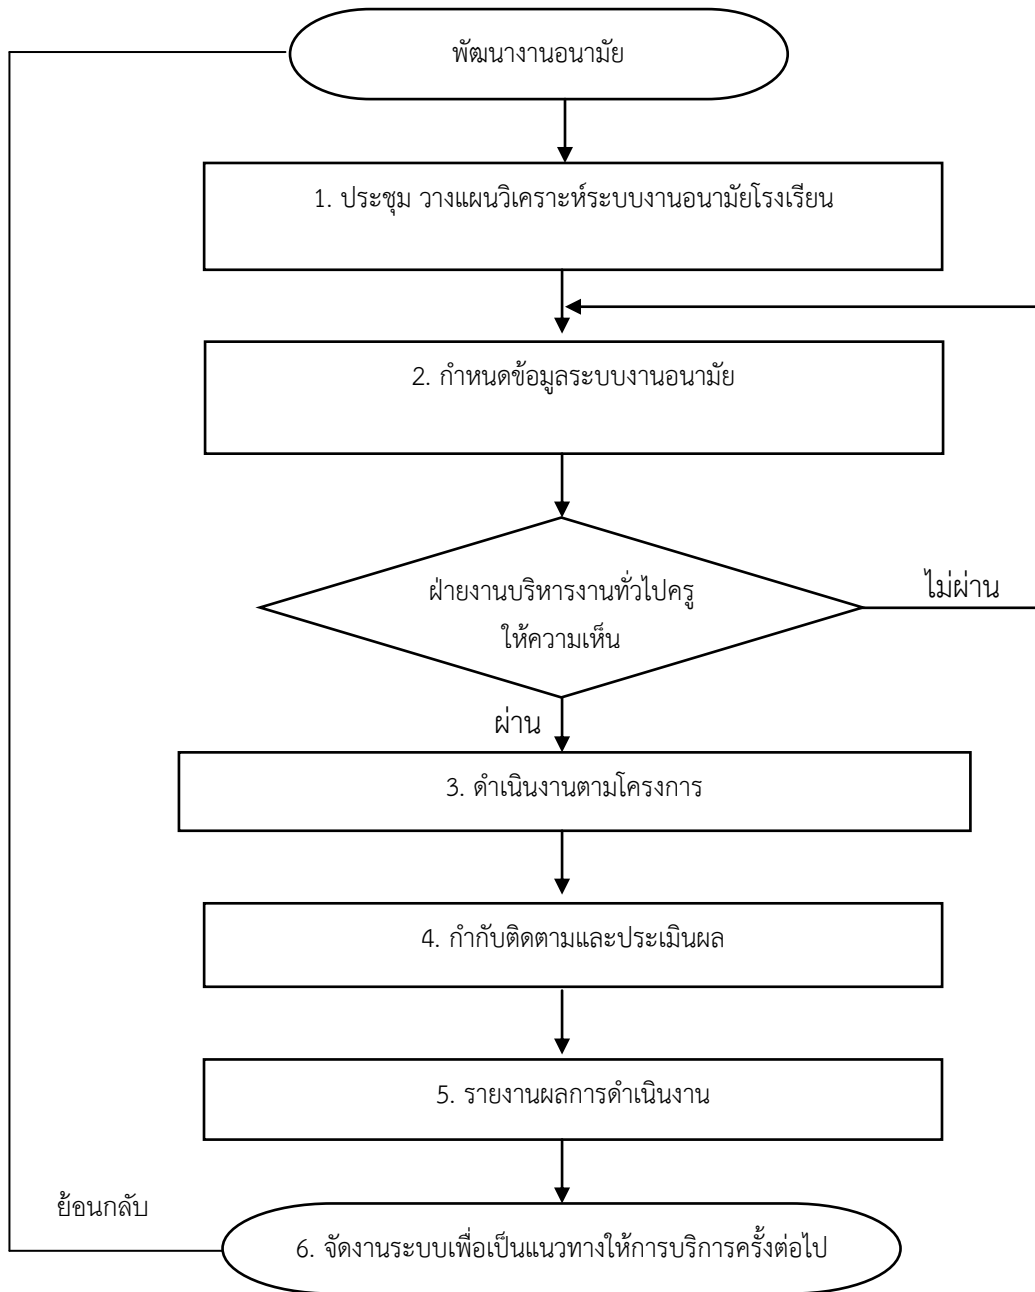 พัฒนางานอนามัย
1. ประชุม วางแผนวิเคราะห์ระบบงานอนามัยโรงเรียน
2. กำหนดข้อมูลระบบงานอนามัย
ฝ่ายงานบริหารงานทั่วไปครู
ให้ความเห็น
ไม่ผ่าน
ผ่าน
3. ดำเนินงานตามโครงการ
4. กำกับติดตามและประเมินผล
5. รายงานผลการดำเนินงาน
ย้อนกลับ
6. จัดงานระบบเพื่อเป็นแนวทางให้การบริการครั้งต่อไป